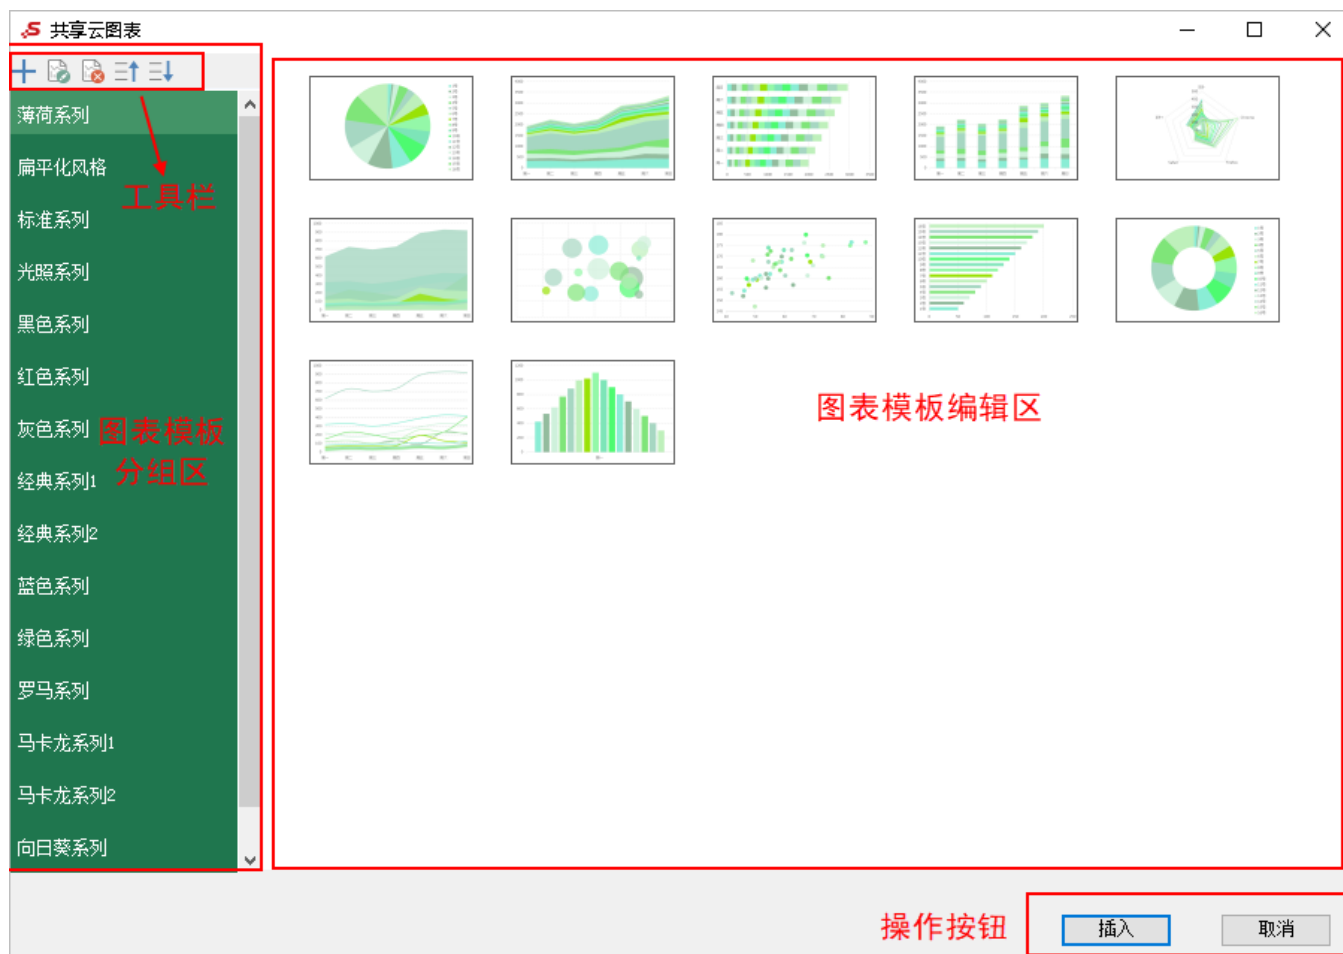 共享云图表
薄荷系列
扁平化风格
工具栏
标准系列
光照系列
黑色系列
红色系列
灰色系列
图表模板
分组区
经典系列1
经典系列2
蓝色系列
绿色系列
罗马系列
马卡龙系列1
马卡龙系列2
向日葵系列
图表模板编辑区
操作按钮
插入
取消